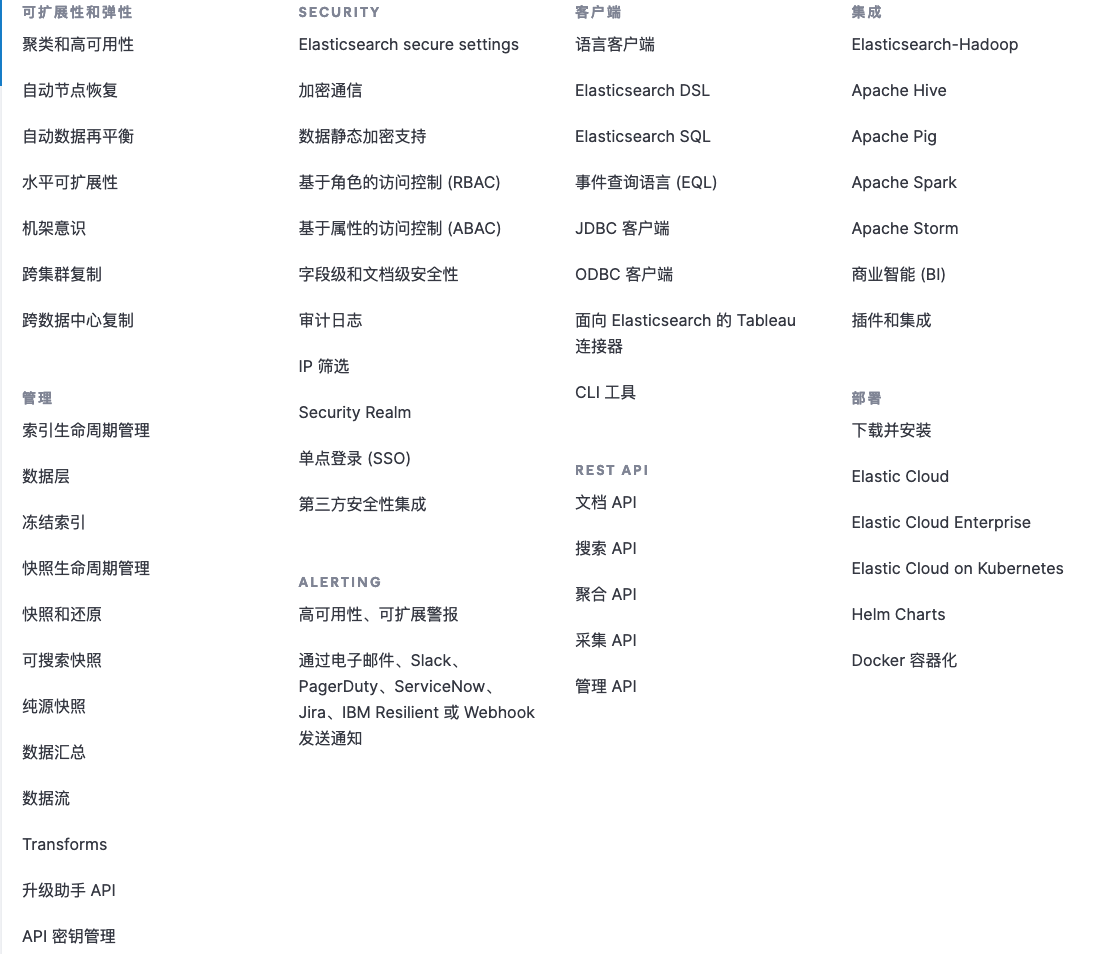 可扩展性和弹性
聚类和高可用性
自动节点恢复
自动数据再平衡
水平可扩展性
机架意识
跨集群复制
跨数据中心复制
管理
索引生命周期管理
数据层
冻结索引
快照生命周期管理
快照和还原
可搜索快照
纯源快照
数据汇总
数据流
Transforms
升级助手 API
API 密钥管理
SECURITY
Elasticsearch secure settings
加密通信
数据静态加密支持
基于角色的访问控制 (RBAC)
基于属性的访问控制 (ABAC)
字段级和文档级安全性
审计日志
IP 筛选
Security Realm
单点登录 (SSO)
第三方安全性集成
ALERTING
高可用性、可扩展警报
通过电子邮件、Slack、
PagerDuty、ServiceNow、
Jira、IBM Resilient 或 Webhook
发送通知
客户端
语言客户端
Elasticsearch DSL
Elasticsearch SQL
事件查询语言 (EQL)
JDBC 客户端
ODBC 客户端
面向 Elasticsearch 的 Tableau
连接器
CLI 工具
REST API
文档 API
搜索 API
聚合 API
采集 API
管理 API
集成
Elasticsearch-Hadoop
Apache Hive
Apache Pig
Apache Spark
Apache Storm
商业智能 (BI)
插件和集成
部署
下载并安装
Elastic Cloud
Elastic Cloud Enterprise
Elastic Cloud on Kubernetes
Helm Charts
Docker 容器化